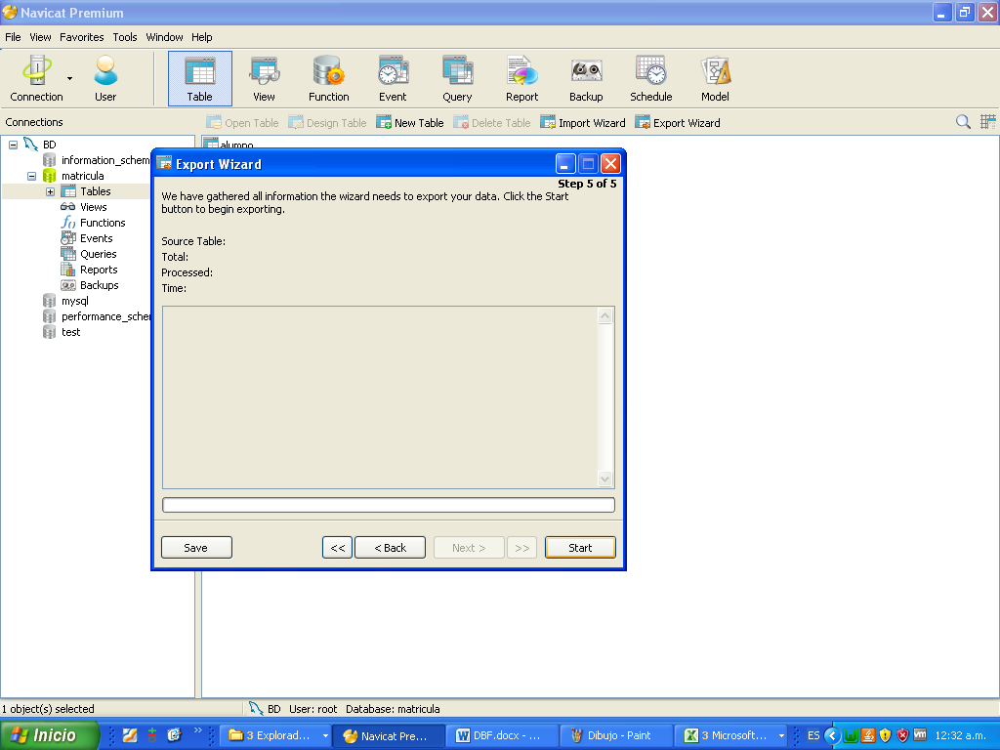 Navicat Premium
File View Favorites Tools Window Help
Connection User Table View Function Event Query Report Backup Schedule Model
Connections
Open Table Design Table New Table Delete Table Import Wizard Export Wizard
BD
information_schem
matricula
Tables
Views
Functions
Events
Queries
Reports
Backups
mysql
performance_schem
test
alumno
Export Wizard
Step 5 of 5
We have gathered all information the wizard needs to export your data. Click the Start
button to begin exporting.
Source Table:
Total:
Processed:
Time:
Save << < Back Next > >> Start
1 object(s) selected BD User: root Database: matricula
Inicio 3 Explorad... Navicat Pre... DBF.docx - ... Dibujo - Paint 3 Microsoft... ES 12:32 a.m.